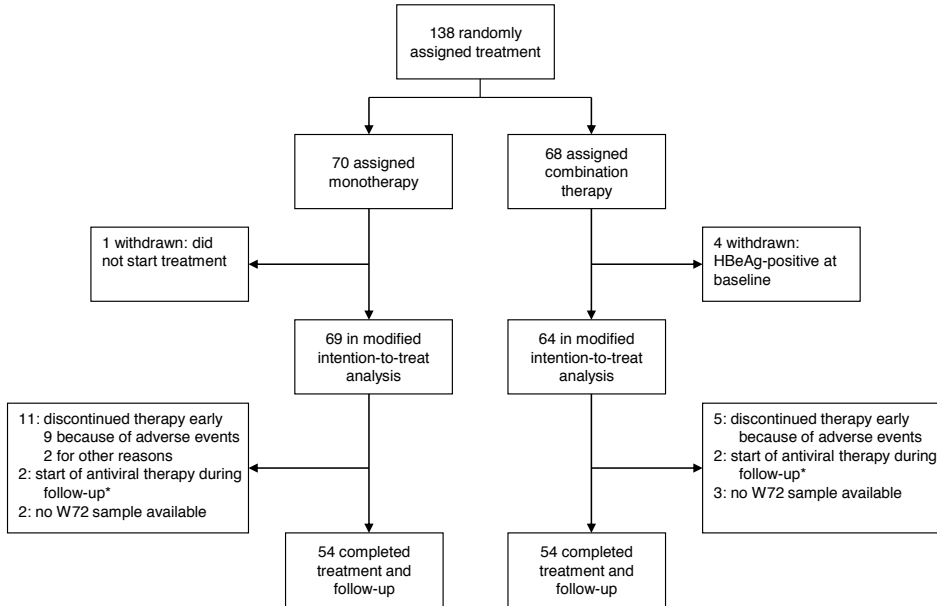 138 randomly
assigned treatment
70 assigned
monotherapy
68 assigned
combination
therapy
1 withdrawn: did
not start treatment
4 withdrawn:
HBeAg-positive at
baseline
69 in modified
intention-to-treat
analysis
64 in modified
intention-to-treat
analysis
11: discontinued therapy early
9 because of adverse events
2 for other reasons
2: start of antiviral therapy during
follow-up*
2: no W72 sample available
5: discontinued therapy early
because of adverse events
2: start of antiviral therapy during
follow-up*
3: no W72 sample available
54 completed
treatment and
follow-up
54 completed
treatment and
follow-up